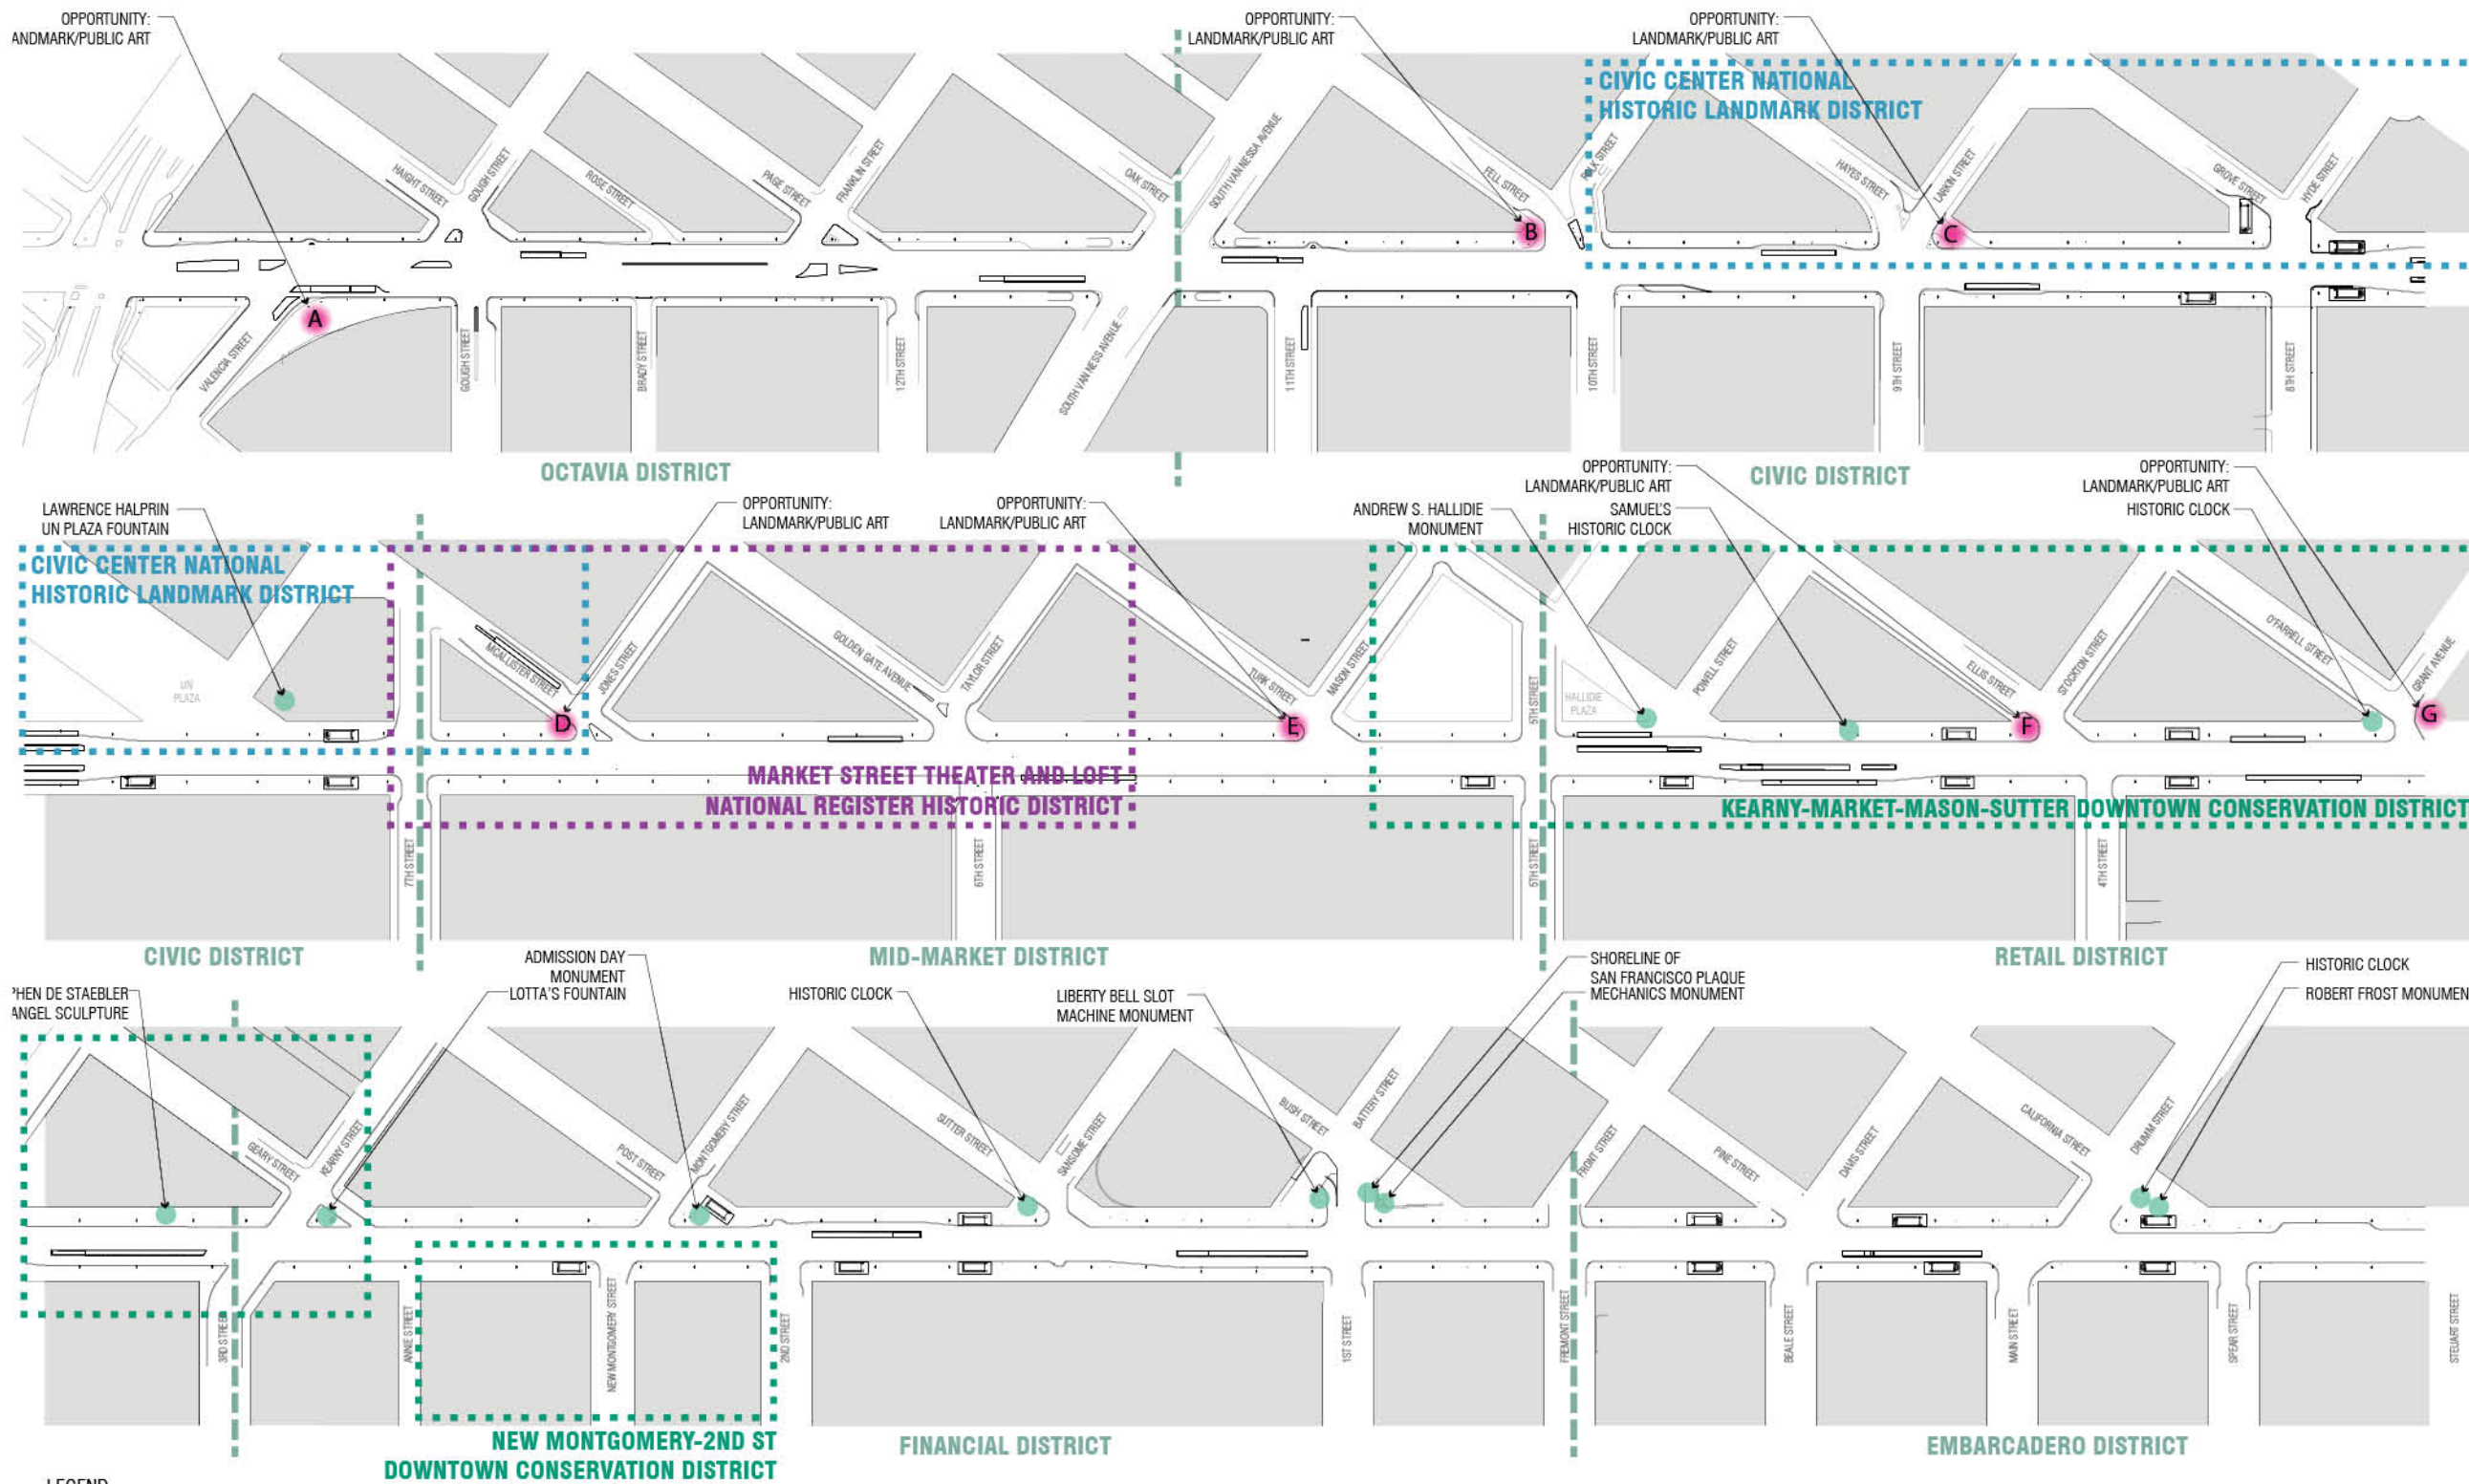 OPPORTUNITY:
ANDMARK/PUBLIC ART
OPPORTUNITY:
LANDMARK/PUBLIC ART
OPPORTUNITY:
LANDMARK/PUBLIC ART
CIVIC CENTER NATIONAL
HISTORIC LANDMARK DISTRICT
HAIGHT STREET
GOUGH STREET
ROSE STREET
PAGE STREET
FRANKLIN STREET
OAK STREET
SOUTH VAN NESSA AVENUE
FELL STREET
POLK STREET
HAYES STREET
LARKIN STREET
GROVE STREET
HYDE STREET
A
B
C
VALENCIA STREET
GOUGH STREET
BRADY STREET
12TH STREET
SOUTH VAN NESS AVENUE
11TH STREET
10TH STREET
9TH STREET
8TH STREET
OCTAVIA DISTRICT
CIVIC DISTRICT
LAWRENCE HALPRIN
UN PLAZA FOUNTAIN
OPPORTUNITY:
LANDMARK/PUBLIC ART
OPPORTUNITY:
LANDMARK/PUBLIC ART
ANDREW S. HALLIDIE
MONUMENT
OPPORTUNITY:
LANDMARK/PUBLIC ART
SAMUEL'S
HISTORIC CLOCK
OPPORTUNITY:
LANDMARK/PUBLIC ART
HISTORIC CLOCK
CIVIC CENTER NATIONAL
HISTORIC LANDMARK DISTRICT
UN
PLAZA
MCALLISTER STREET
JONES STREET
GOLDEN GATE AVENUE
TAYLOR STREET
TURK STREET
MASON STREET
5TH STREET
HALLIDIE
PLAZA
POWELL STREET
ELLIS STREET
STOCKTON STREET
O'FARRELL STREET
GRANT AVENUE
D
E
F
G
MARKET STREET THEATER AND LOFT
NATIONAL REGISTER HISTORIC DISTRICT
KEARNY-MARKET-MASON-SUTTER DOWNTOWN CONSERVATION DISTRICT
7TH STREET
6TH STREET
5TH STREET
4TH STREET
CIVIC DISTRICT
MID-MARKET DISTRICT
RETAIL DISTRICT
PHEN DE STAEBLER
ANGEL SCULPTURE
ADMISSION DAY
MONUMENT
LOTTA'S FOUNTAIN
HISTORIC CLOCK
LIBERTY BELL SLOT
MACHINE MONUMENT
SHORELINE OF
SAN FRANCISCO PLAQUE
MECHANICS MONUMENT
HISTORIC CLOCK
ROBERT FROST MONUMEN
GEARY STREET
KEARNY STREET
POST STREET
MONTGOMERY STREET
SUTTER STREET
SANSOME STREET
BUSH STREET
BATTERY STREET
FRONT STREET
PINE STREET
DAVIS STREET
CALIFORNIA STREET
DRUMM STREET
3RD STREET
ANNIE STREET
NEW MONTGOMERY STREET
2ND STREET
1ST STREET
FREMONT STREET
BEALE STREET
MAIN STREET
SPEAR STREET
STEUART STREET
NEW MONTGOMERY-2ND ST
DOWNTOWN CONSERVATION DISTRICT
FINANCIAL DISTRICT
EMBARCADERO DISTRICT
LEGEND